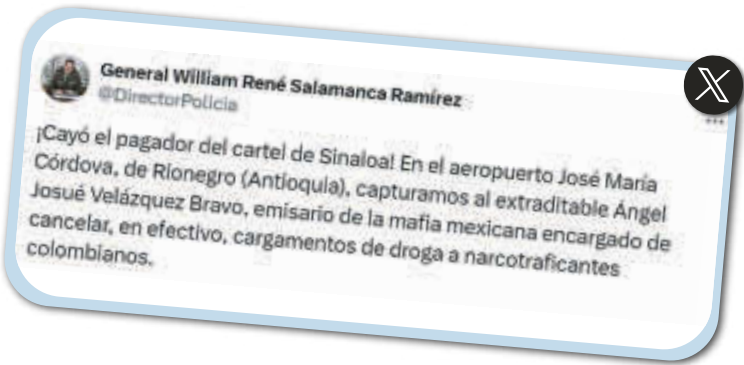 General William René Salamanca Ramírez
@DirectorPolicia
¡Cayó el pagador del cartel de Sinaloa! En el aeropuerto José María
Córdova, de Rionegro (Antioquia), capturamos al extraditable Ángel
Josué Velázquez Bravo, emisario de la mafia mexicana encargado de
cancelar, en efectivo, cargamentos de droga a narcotraficantes
colombianos.